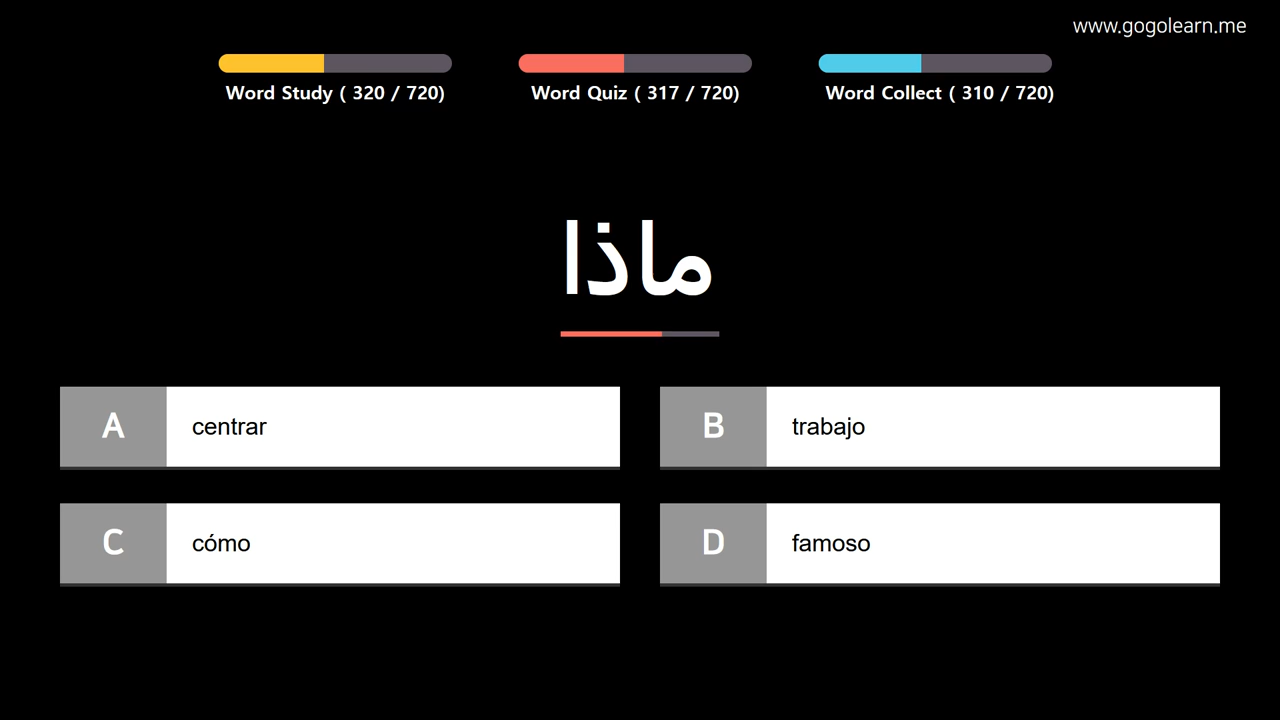 www.gogolearn.me
Word Study ( 320 / 720)
Word Quiz ( 317 / 720)
Word Collect ( 310 / 720)
ماذا
A centrar
B trabajo
C cómo
D famoso